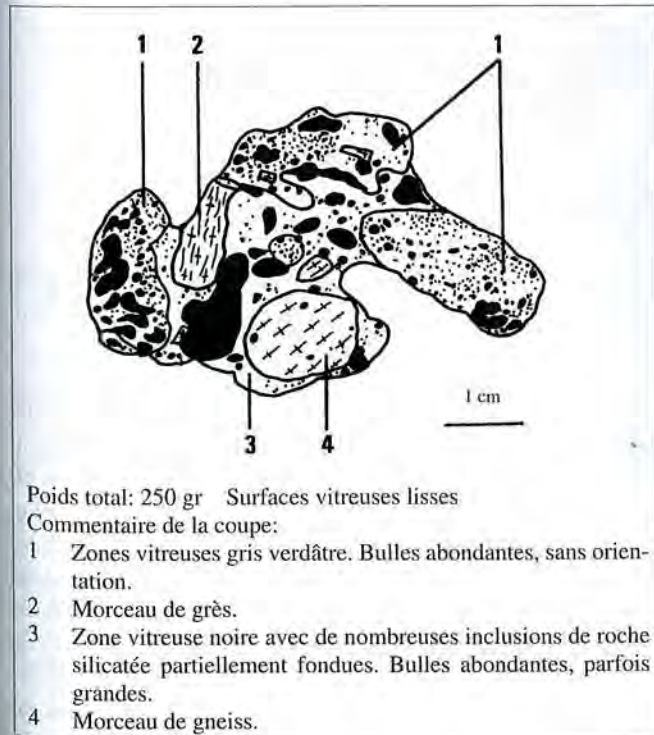 1 2 1
1 cm
3 4
Poids total: 250 gr Surfaces vitreuses lisses
Commentaire de la coupe:
1 Zones vitreuses gris verdâtre. Bulles abondantes, sans orien-
tation.
2 Morceau de grès.
3 Zone vitreuse noire avec de nombreuses inclusions de roche
silicatée partiellement fondues. Bulles abondantes, parfois
grandes.
4 Morceau de gneiss.